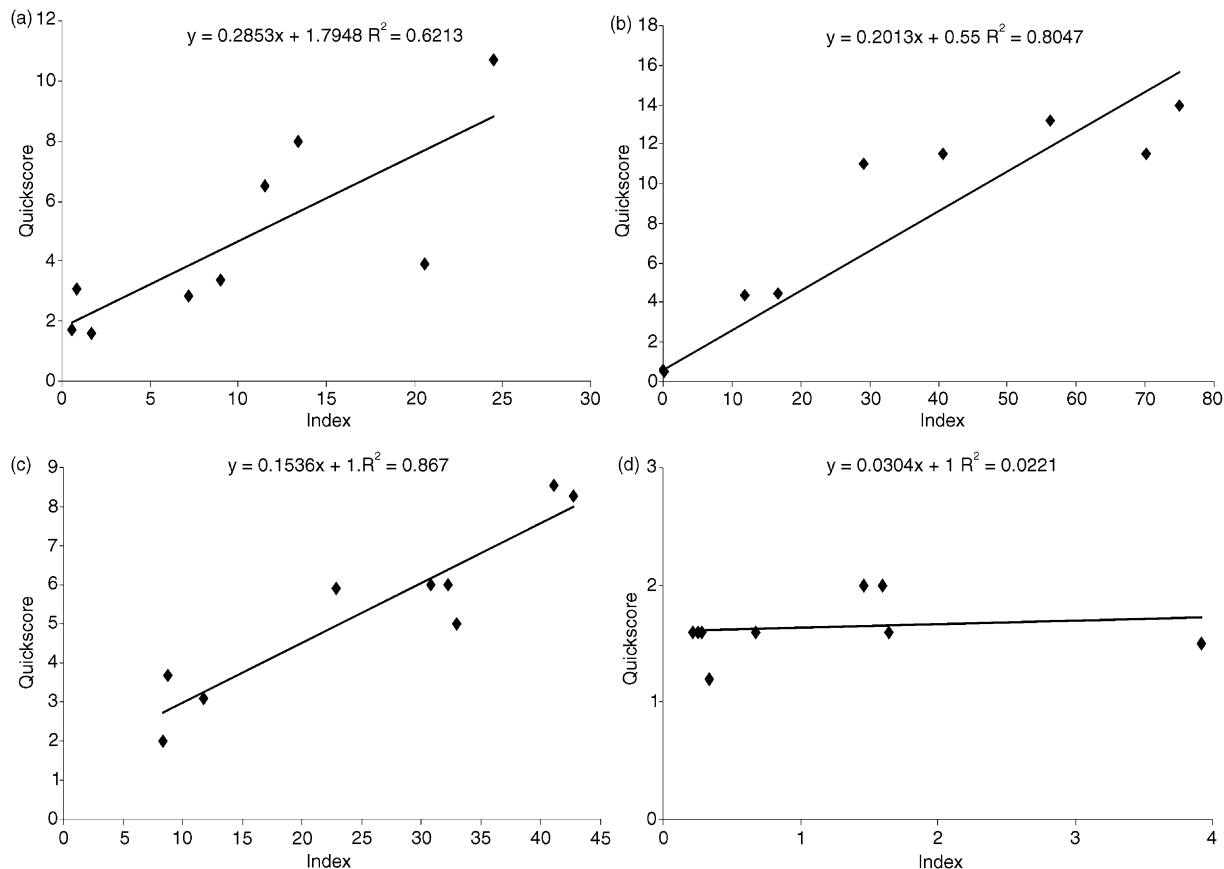 (a)
y = 0.2853x + 1.7948 R² = 0.6213
12
10
8
6
4
2
0
Quickscore
0 5 10 15 20 25 30
Index
(b)
y = 0.2013x + 0.55 R² = 0.8047
18
16
14
12
10
8
6
4
2
0
Quickscore
0 10 20 30 40 50 60 70 80
Index
(c)
y = 0.1536x + 1.R² = 0.867
9
8
7
6
5
4
3
2
1
0
Quickscore
0 5 10 15 20 25 30 35 40 45
Index
(d)
y = 0.0304x + 1 R² = 0.0221
3
2
1
0
Quickscore
0 1 2 3 4
Index